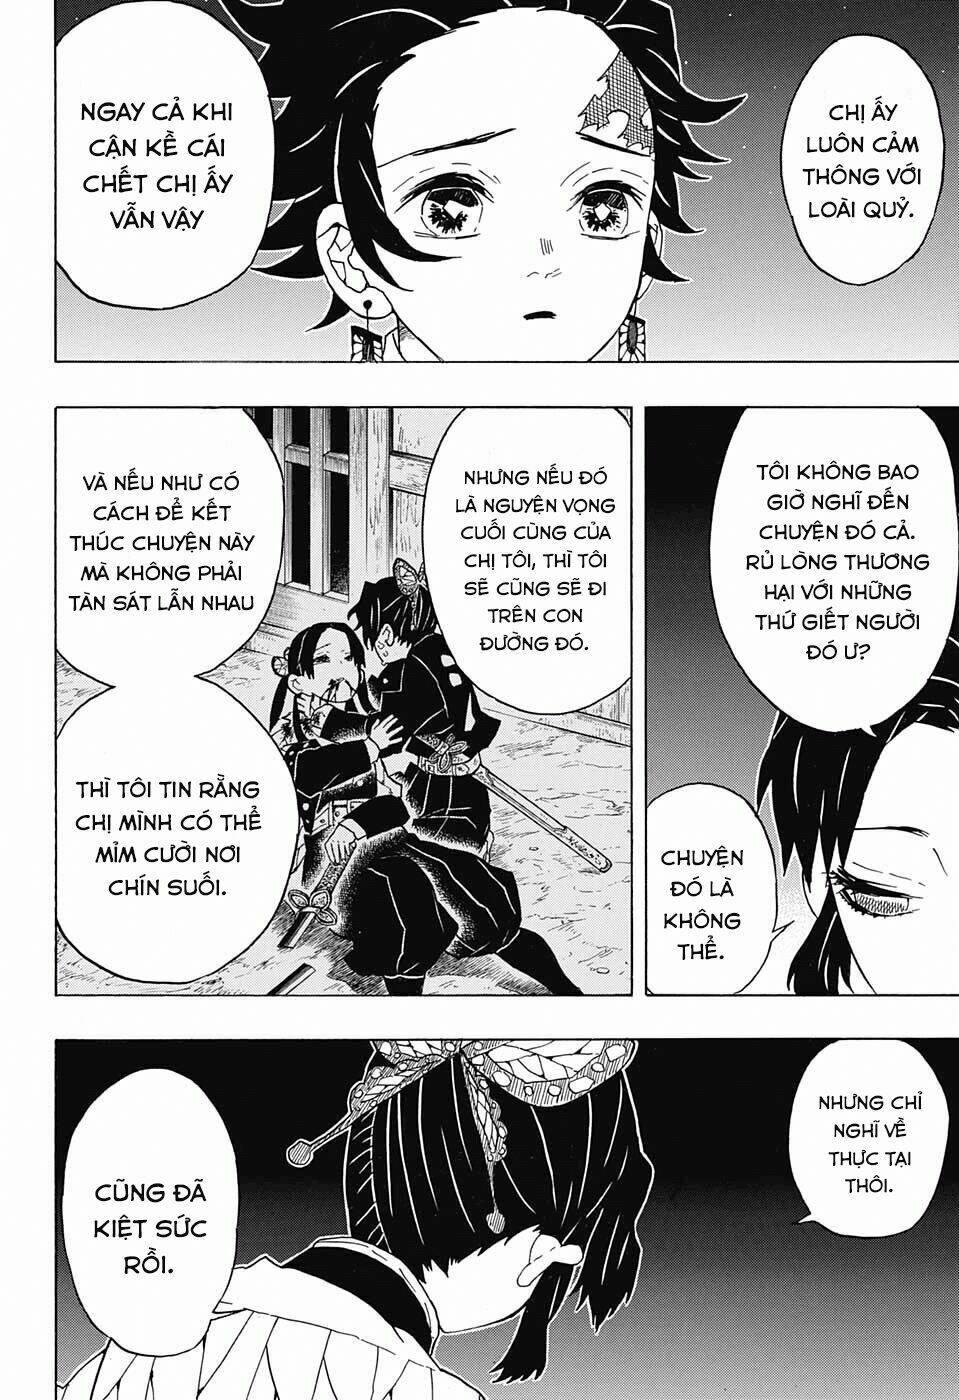 CHỊ ẤY
LUÔN CẢM
THÔNG VỚI
LOÀI QUỶ.
NGAY CẢ KHI
CẬN KỀ CÁI
CHẾT CHỊ ẤY
VẪN VẬY
TÔI KHÔNG BAO
GIỜ NGHĨ ĐẾN
CHUYỆN ĐÓ CẢ.
RỦ LÒNG THƯƠNG
HẠI VỚI NHỮNG
THỨ GIẾT NGƯỜI
ĐÓ Ư?
CHUYỆN
ĐÓ LÀ
KHÔNG
THỂ.
NHƯNG NẾU ĐÓ
LÀ NGUYỆN VỌNG
CUỐI CÙNG CỦA
CHỊ TÔI, THÌ TÔI
SẼ CŨNG SẼ ĐI
TRÊN CON
ĐƯỜNG ĐÓ.
VÀ NẾU NHƯ CÓ
CÁCH ĐỂ KẾT
THÚC CHUYỆN NÀY
MÀ KHÔNG PHẢI
TÀN SÁT LẪN NHAU
THÌ TÔI TIN RẰNG
CHỊ MÌNH CÓ THỂ
MỈM CƯỜI NƠI
CHÍN SUỐI.
NHƯNG CHỈ
NGHĨ VỀ
THỰC TẠI
THÔI.
CŨNG ĐÃ
KIỆT SỨC
RỒI.